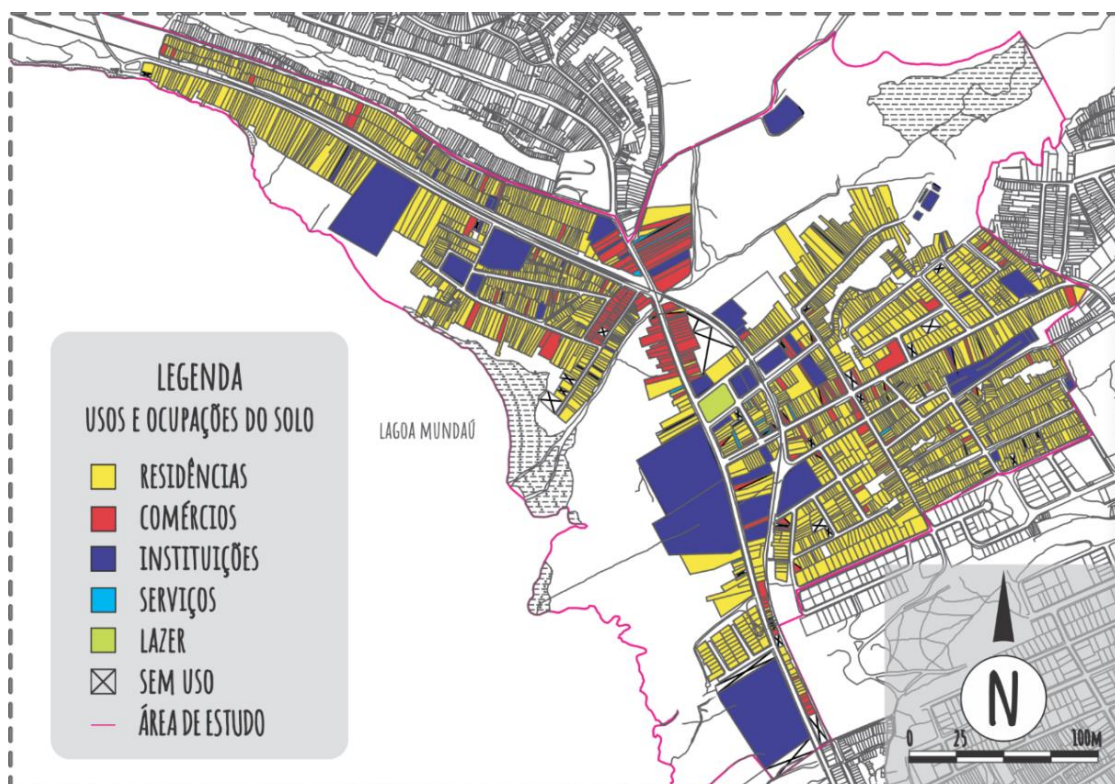 LEGENDA
USOS E OCUPAÇÕES DO SOLO
RESIDÊNCIAS
COMÉRCIOS
INSTITUIÇÕES
SERVIÇOS
LAZER
SEM USO
ÁREA DE ESTUDO
LAGOA MUNDAÚ
N
0 25 100M